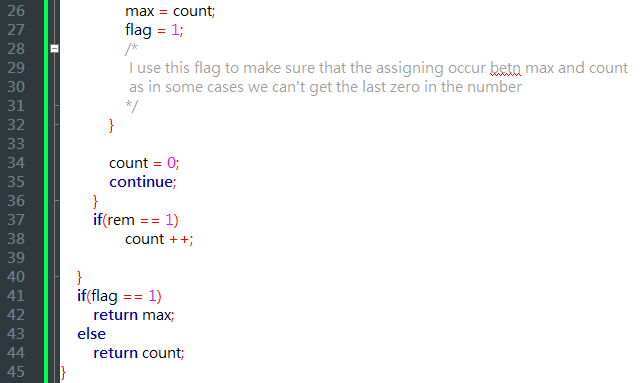 26 max = count;
27 flag = 1;
28 /*
29 I use this flag to make sure that the assigning occur betn max and count
30 as in some cases we can't get the last zero in the number
31 */
32 }
33
34 count = 0;
35 continue;
36 }
37 if(rem == 1)
38 count ++;
39
40 }
41 if(flag == 1)
42 return max;
43 else
44 return count;
45 }